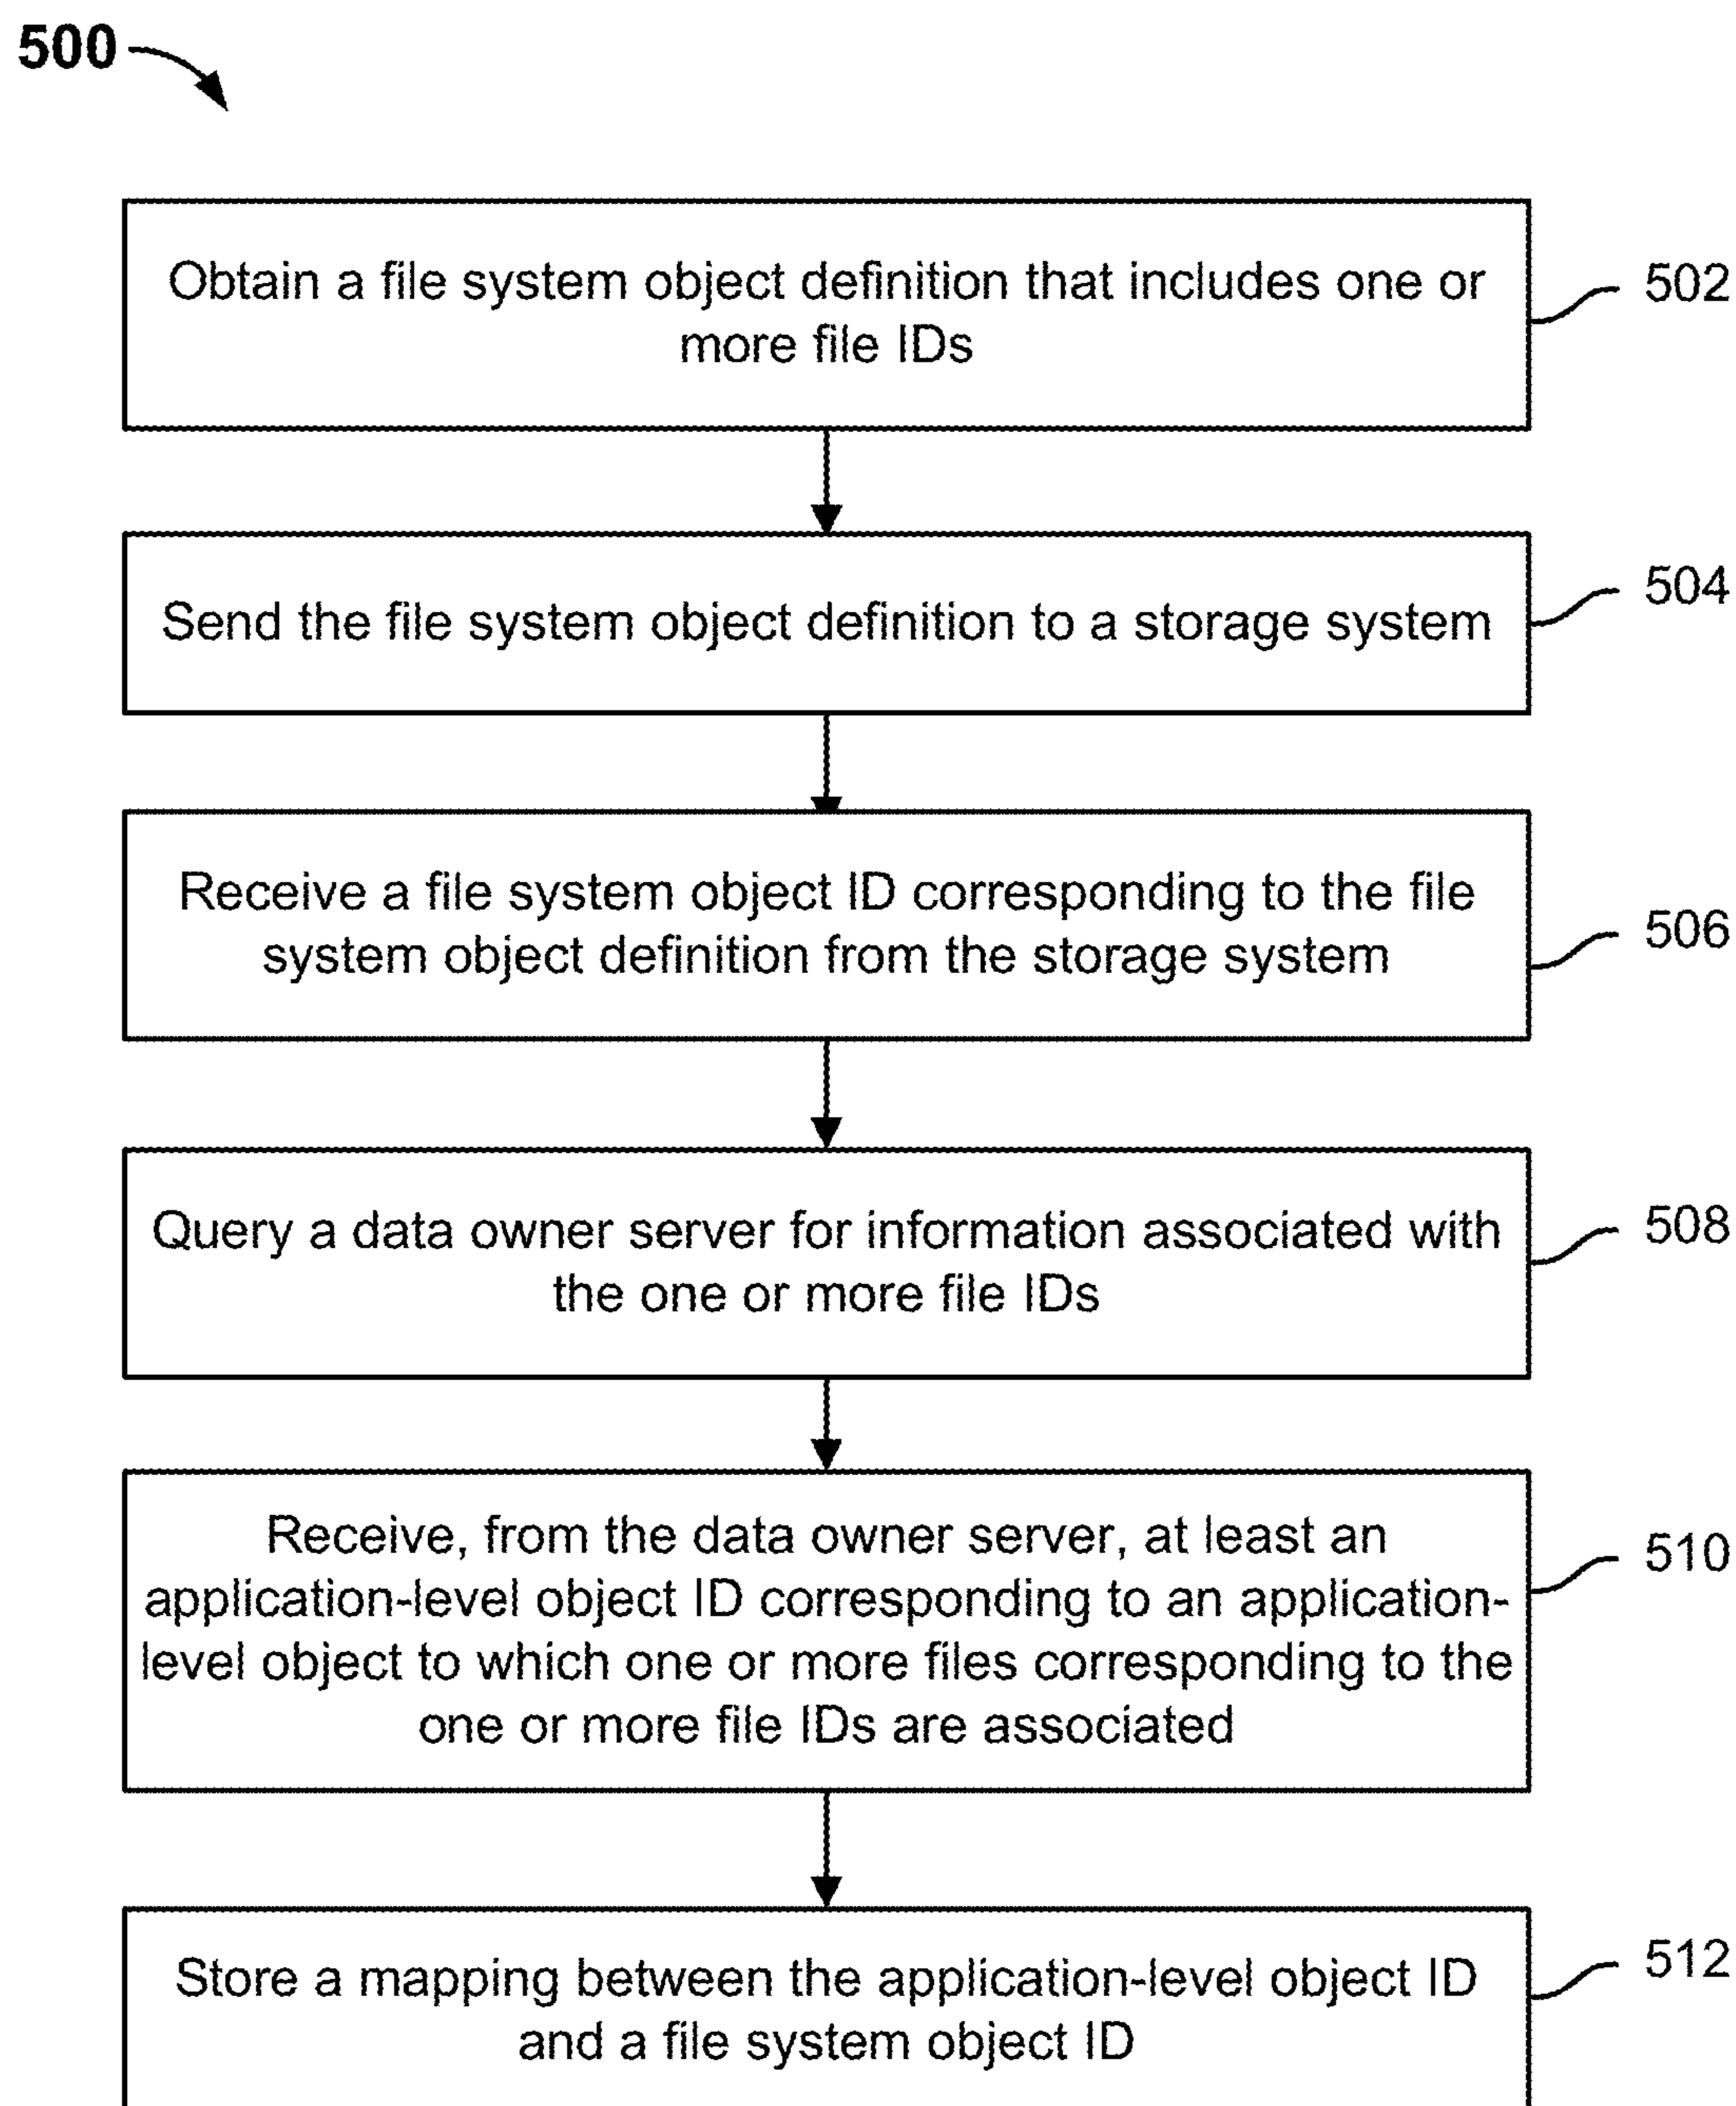 500
Obtain a file system object definition that includes one or
more file IDs
502
Send the file system object definition to a storage system
504
Receive a file system object ID corresponding to the file
system object definition from the storage system
506
Query a data owner server for information associated with
the one or more file IDs
508
Receive, from the data owner server, at least an
application-level object ID corresponding to an application-
level object to which one or more files corresponding to the
one or more file IDs are associated
510
Store a mapping between the application-level object ID
and a file system object ID
512